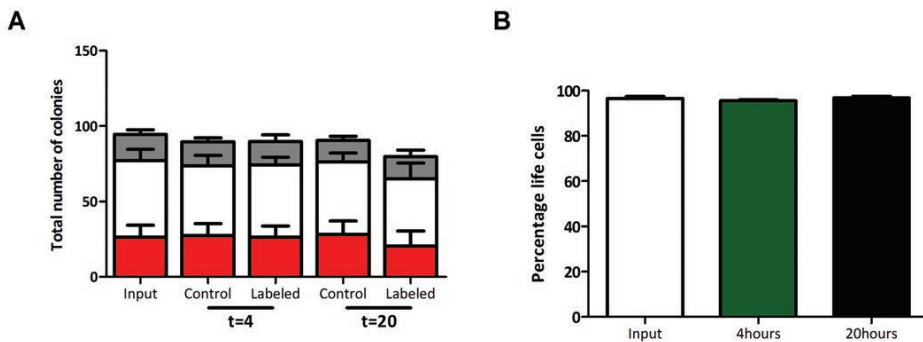 A
Total number of colonies
150
100
50
0
Input
Control
Labeled
Control
Labeled
t=4
t=20
B
Percentage life cells
100
80
60
40
20
0
Input
4hours
20hours